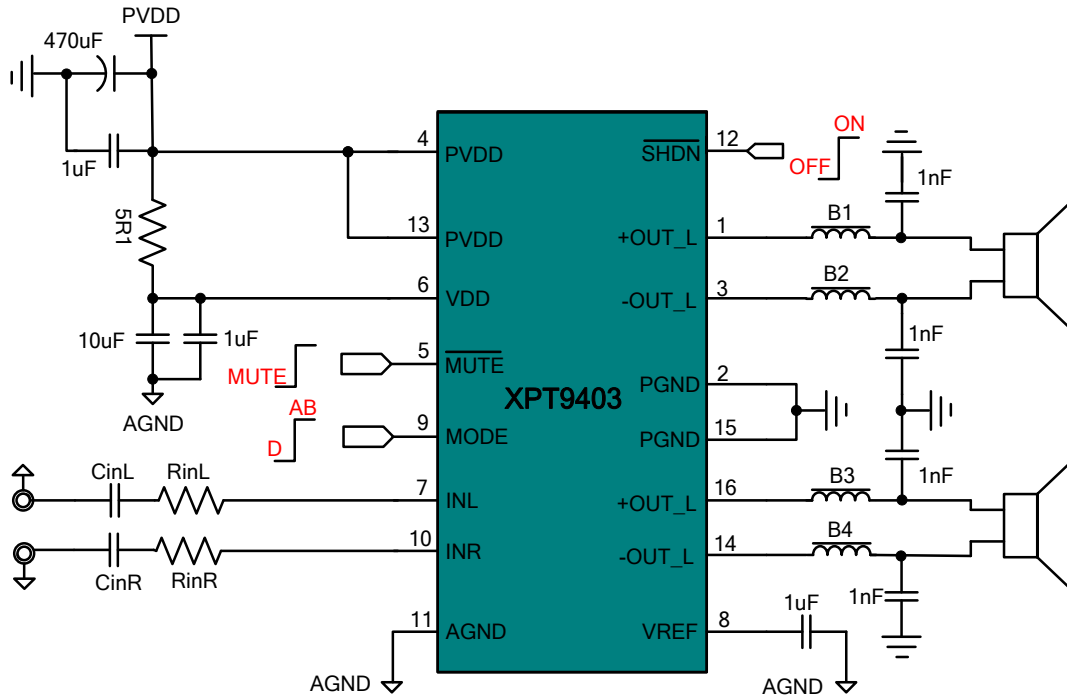 PVDD
470uF
1uF
5R1
10uF
1uF
AGND
MUTE
AB
D
CinL
RinL
CinR
RinR
AGND
4
13
6
5
9
7
10
11
PVDD
PVDD
VDD
MUTE
MODE
INL
INR
AGND
XPT9403
SHDN
+OUT_L
-OUT_L
PGND
PGND
+OUT_L
-OUT_L
VREF
12
1
3
2
15
16
14
8
ON
OFF
B1
1nF
B2
1nF
1nF
B3
B4
1nF
1uF
AGND